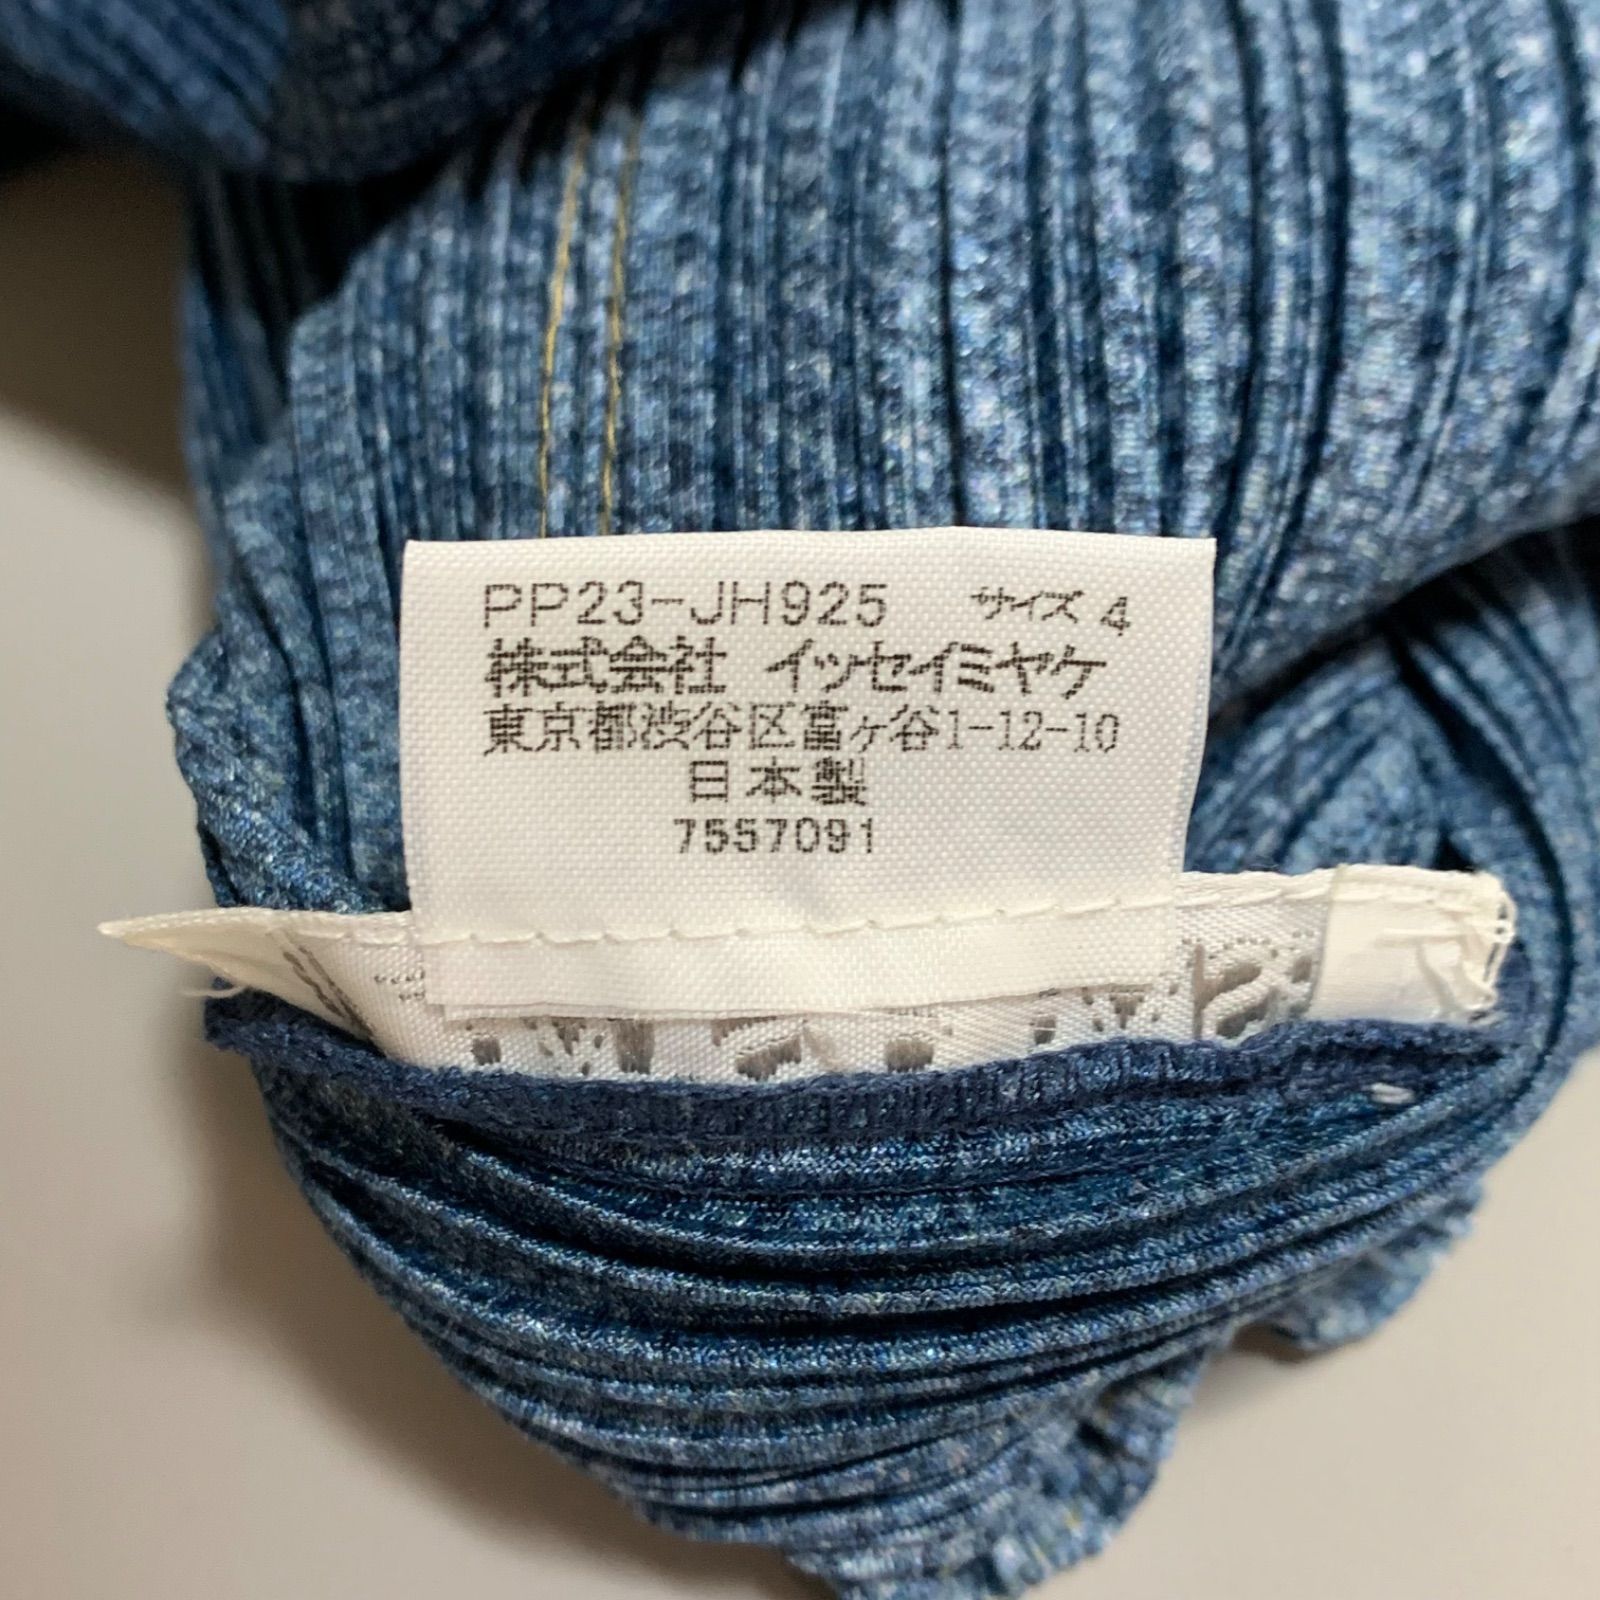 PP23-JH925 サイズ 4
株式会社 イッセイミヤケ
東京都渋谷区富ヶ谷1-12-10
日本製
7557091